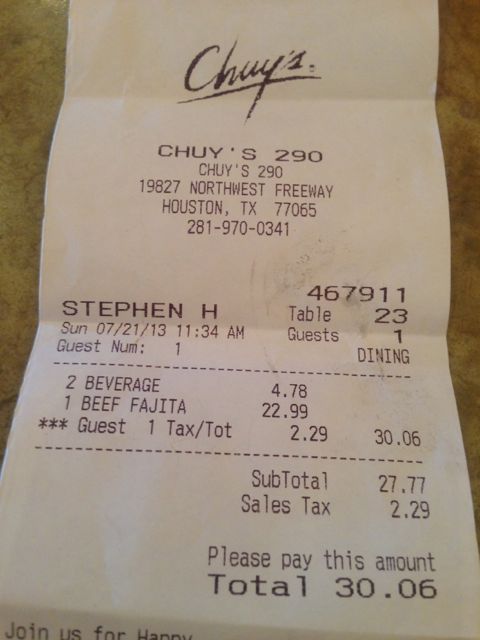 Chuy's.
CHUY'S 290
CHUY'S 290
19827 NORTHWEST FREEWAY
HOUSTON, TX 77065
281-970-0341
467911
STEPHEN H Table 23
Sun 07/21/13 11:34 AM Guests 1
Guest Num: 1 DINING
2 BEVERAGE 4.78
1 BEEF FAJITA 22.99
*** Guest 1 Tax/Tot 2.29 30.06
SubTotal 27.77
Sales Tax 2.29
Please pay this amount
Total 30.06
Join us for Happy